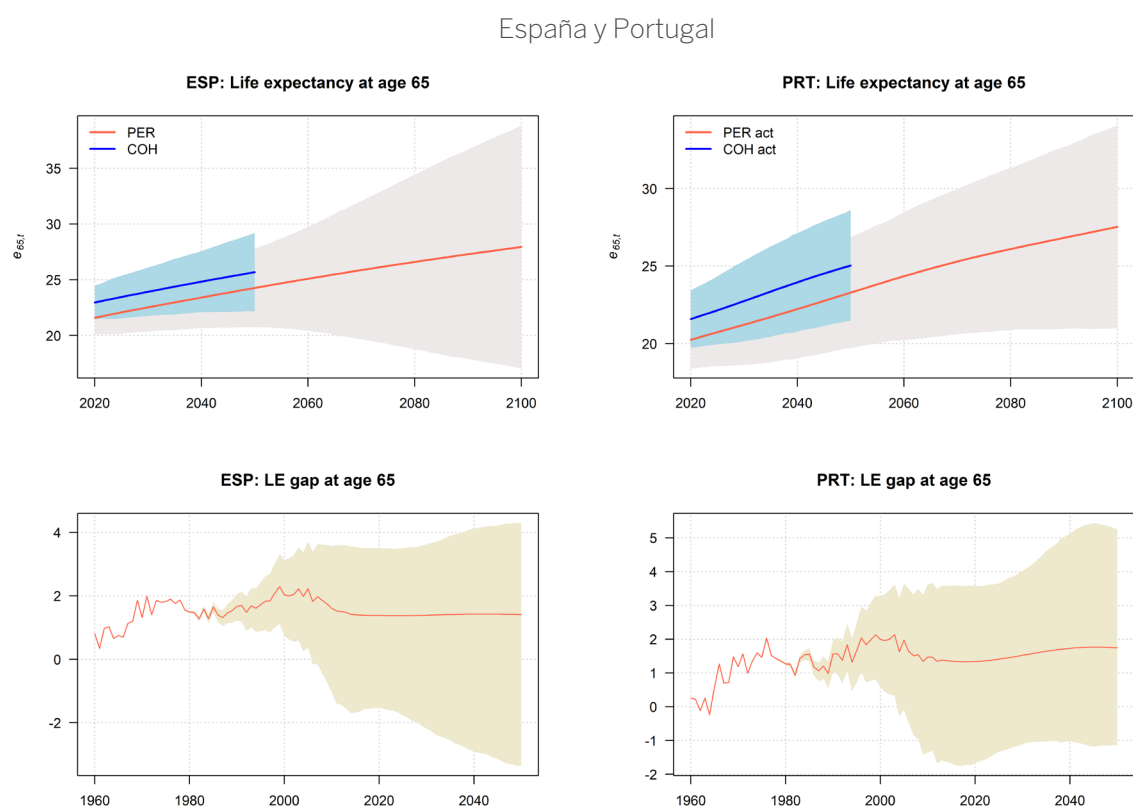 España y Portugal
ESP: Life expectancy at age 65
PER
COH
e65,t
35
30
25
20
2020 2040 2060 2080 2100
PRT: Life expectancy at age 65
PER act
COH act
e65,t
30
25
20
2020 2040 2060 2080 2100
ESP: LE gap at age 65
4
2
0
-2
1960 1980 2000 2020 2040
PRT: LE gap at age 65
5
4
3
2
1
0
-1
-2
1960 1980 2000 2020 2040